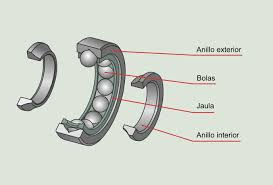 Anillo exterior
Bolas
Jaula
Anillo interior